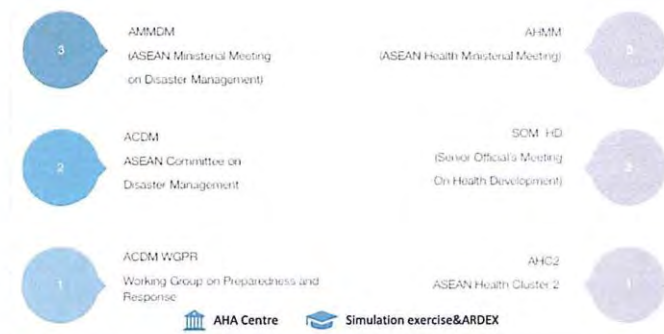 3
AMMDM
(ASEAN Ministerial Meeting
on Disaster Management)
AHMM
(ASEAN Health Ministerial Meeting)
3
2
ACDM
ASEAN Committee on
Disaster Management
SOM HD
(Senior Official's Meeting
On Health Development)
2
1
ACDM WGPR
Working Group on Preparedness and
Response
AHC2
ASEAN Health Cluster 2
1
AHA Centre
Simulation exercise&ARDEX